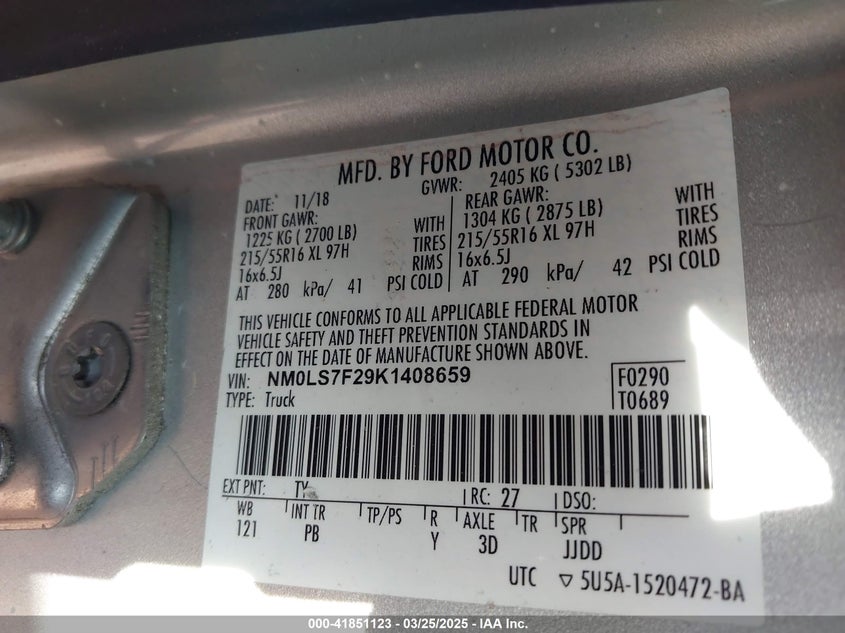 MFD. BY FORD MOTOR CO.
DATE: 11/18 GVWR: 2405 KG ( 5302 LB)
FRONT GAWR: REAR GAWR:
1225 KG ( 2700 LB) WITH 1304 KG ( 2875 LB) WITH
215/55R16 XL 97H TIRES 215/55R16 XL 97H TIRES
16x6.5J RIMS 16x6.5J RIMS
AT 280 kPa/ 41 PSI COLD AT 290 kPa/ 42 PSI COLD
THIS VEHICLE CONFORMS TO ALL APPLICABLE FEDERAL MOTOR
VEHICLE SAFETY AND THEFT PREVENTION STANDARDS IN
EFFECT ON THE DATE OF MANUFACTURE SHOWN ABOVE.
VIN: NM0LS7F29K1408659 F0290
TYPE: Truck T0689
EXT PNT: TY RC: 27 DSO:
WB INT TR TP/PS R AXLE TR SPR
121 PB Y 3D JJDD
UTC ▽ 5U5A-1520472-BA
000-41851123 - 03/25/2025 - IAA Inc.